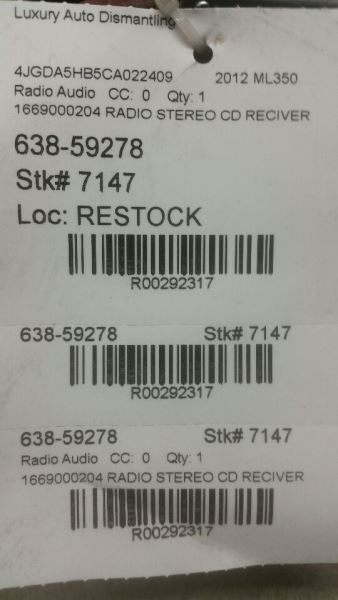 Luxury Auto Dismantling
4JGDA5HB5CA022409 2012 ML350
Radio Audio CC: 0 Qty: 1
1669000204 RADIO STEREO CD RECIVER
638-59278
Stk# 7147
Loc: RESTOCK
R00292317
638-59278 Stk# 7147
R00292317
638-59278 Stk# 7147
Radio Audio CC: 0 Qty: 1
1669000204 RADIO STEREO CD RECIVER
R00292317